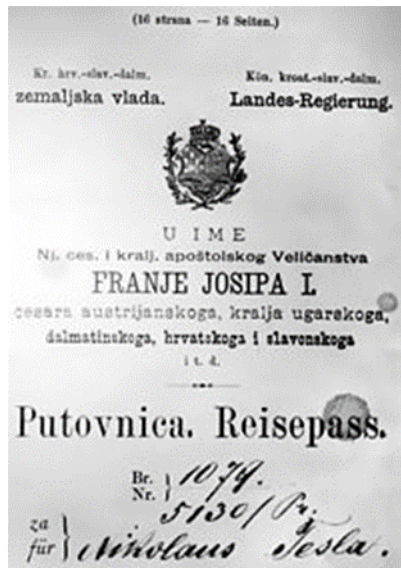 (16 strana — 16 Seiten.)
Kr. hrv.-slav.-dalm.
zemaljska vlada.
Kön. kroat.-slav.-dalm.
Landes-Regierung.
U IME
Nj. ces. i kralj. apoštolskog Veličanstva
FRANJE JOSIPA I.
cesara austrijanskoga, kralja ugarskoga,
dalmatinskoga, hrvatskoga i slavonskoga
i t. d.
Putovnica. Reisepass.
Br. } 1079.
Nr. } 5130/Pr.
za
für } Nikolaus Tesla.